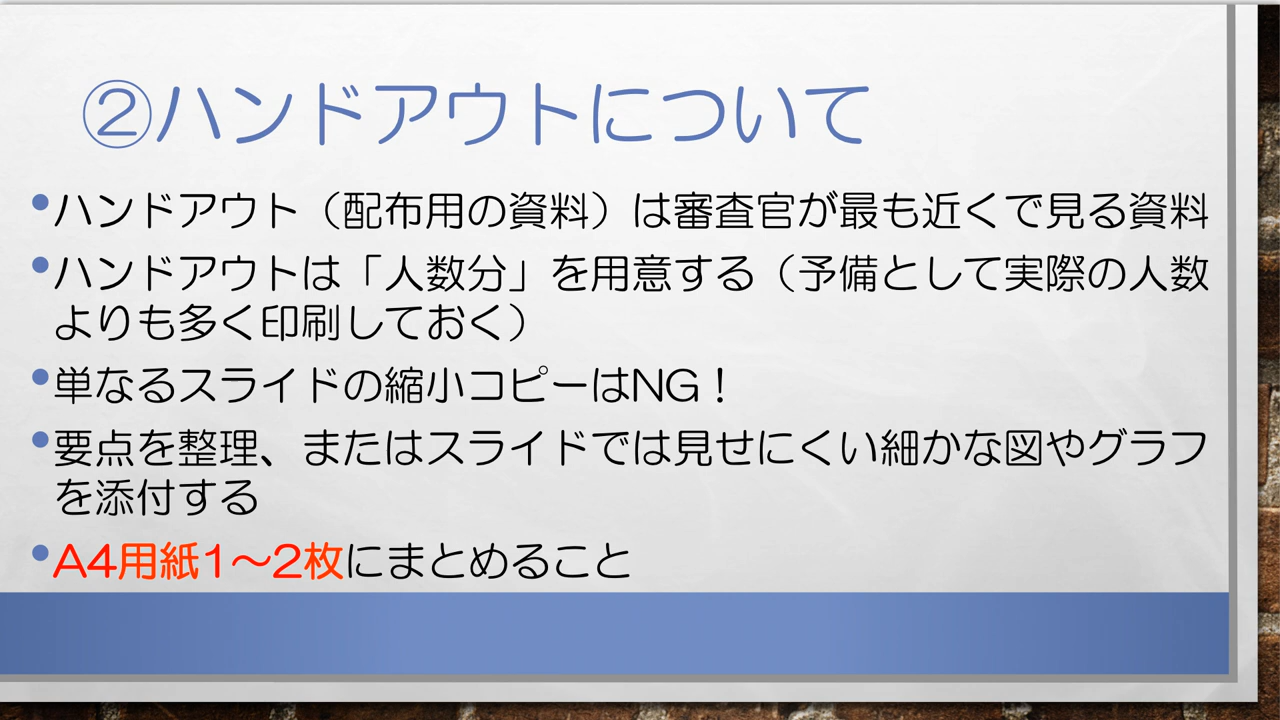 ②ハンドアウトについて
•ハンドアウト（配布用の資料）は審査官が最も近くで見る資料
•ハンドアウトは「人数分」を用意する（予備として実際の人数
よりも多く印刷しておく）
•単なるスライドの縮小コピーはNG！
•要点を整理、またはスライドでは見せにくい細かな図やグラフ
を添付する
•A4用紙1～2枚にまとめること